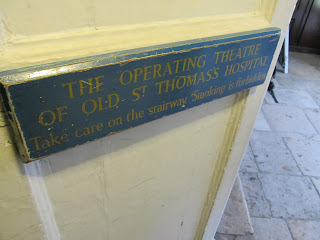 THE OPERATING THEATRE
OF OLD ST THOMAS'S HOSPITAL
Take care on the stairway. Smoking is forbidden